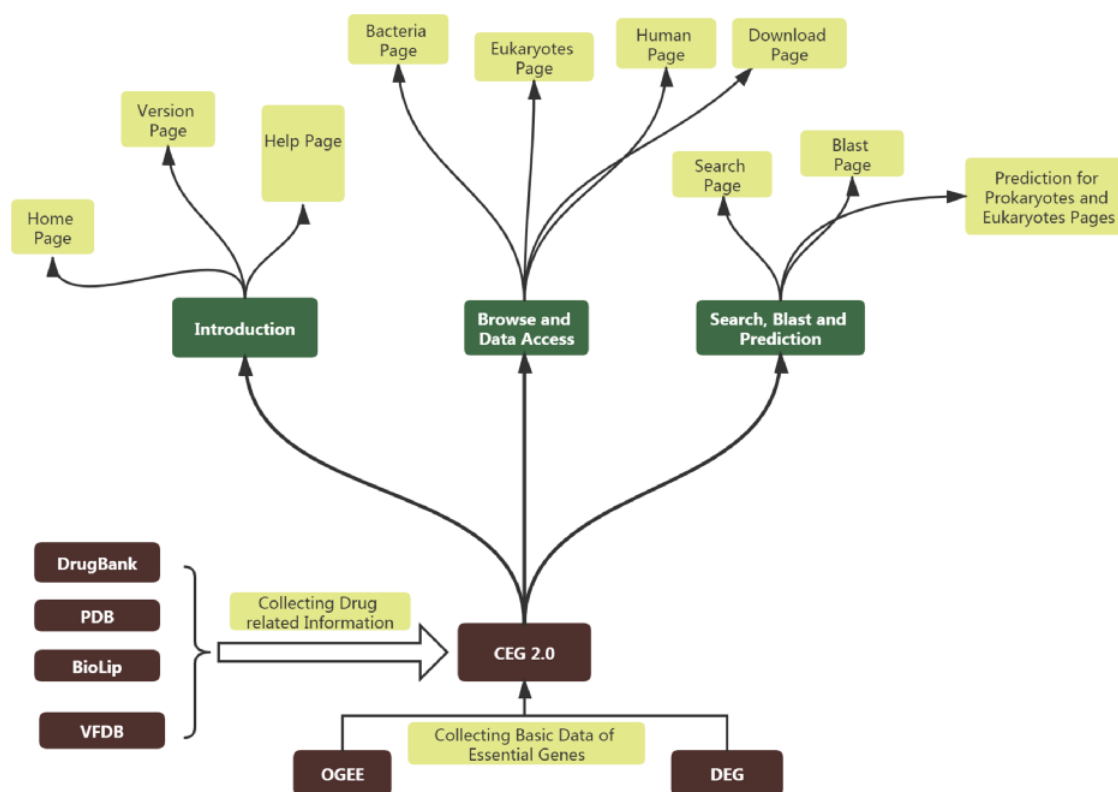 Bacteria
Page
Eukaryotes
Page
Human
Page
Download
Page
Version
Page
Help Page
Home
Page
Search
Page
Blast
Page
Prediction for
Prokaryotes and
Eukaryotes Pages
Introduction
Browse and
Data Access
Search, Blast and
Prediction
DrugBank
PDB
BioLip
VFDB
Collecting Drug
related Information
CEG 2.0
Collecting Basic Data of
Essential Genes
OGEE
DEG